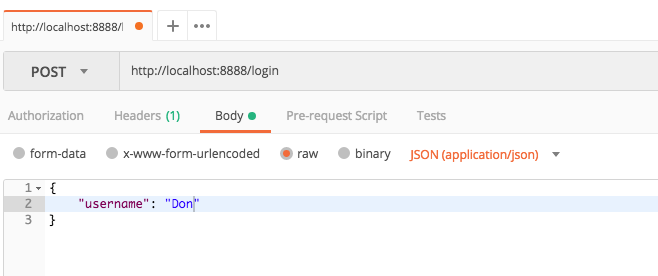 http://localhost:8888/l
POST http://localhost:8888/login
Authorization Headers (1) Body Pre-request Script Tests
form-data x-www-form-urlencoded raw binary JSON (application/json)
1 {
2 "username": "Don"
3 }